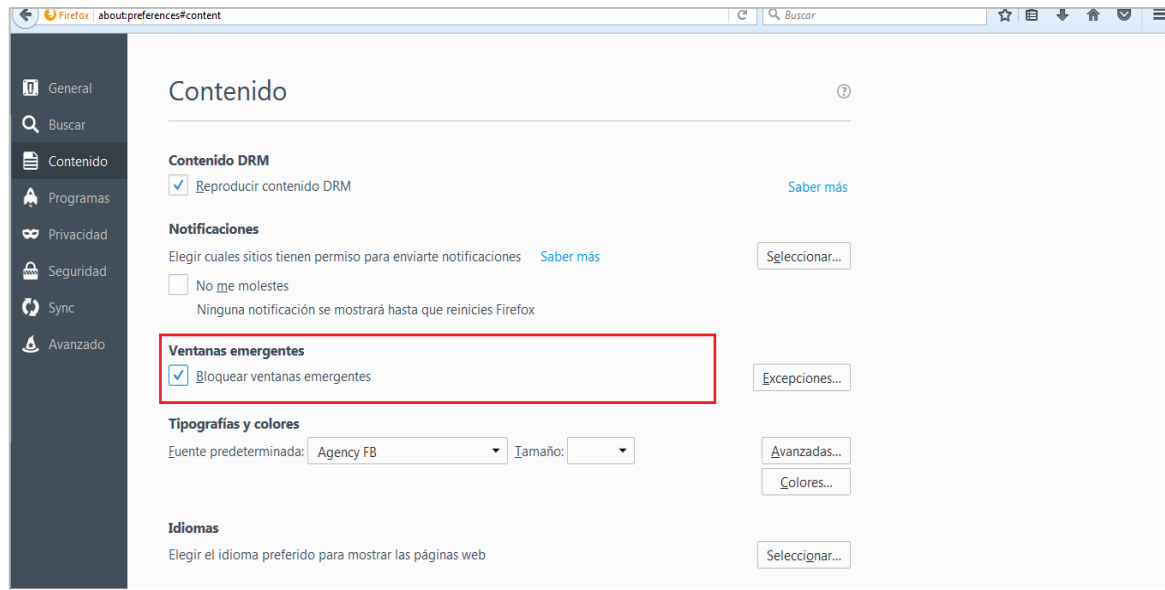 Firefox about:preferences#content Buscar
General
Buscar
Contenido
Programas
Privacidad
Seguridad
Sync
Avanzado
Contenido ?
Contenido DRM
Reproducir contenido DRM Saber más
Notificaciones
Elegir cuales sitios tienen permiso para enviarte notificaciones Saber más Seleccionar...
No me molestes
Ninguna notificación se mostrará hasta que reinicies Firefox
Ventanas emergentes
Bloquear ventanas emergentes Excepciones...
Tipografías y colores
Fuente predeterminada: Agency FB Tamaño: Avanzadas...
Colores...
Idiomas
Elegir el idioma preferido para mostrar las páginas web Seleccionar...